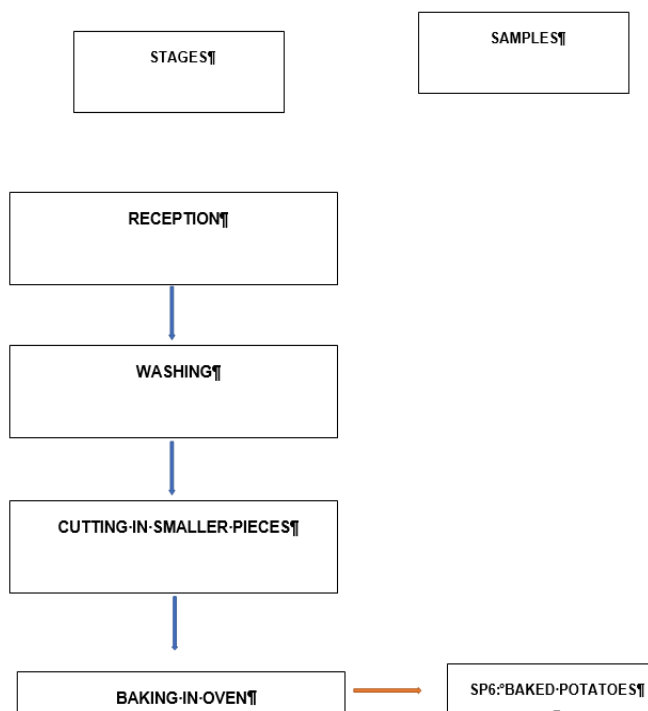 STAGES¶
SAMPLES¶
RECEPTION¶
WASHING¶
CUTTING·IN·SMALLER·PIECES¶
BAKING·IN·OVEN¶
SP6:°BAKED·POTATOES¶
¶